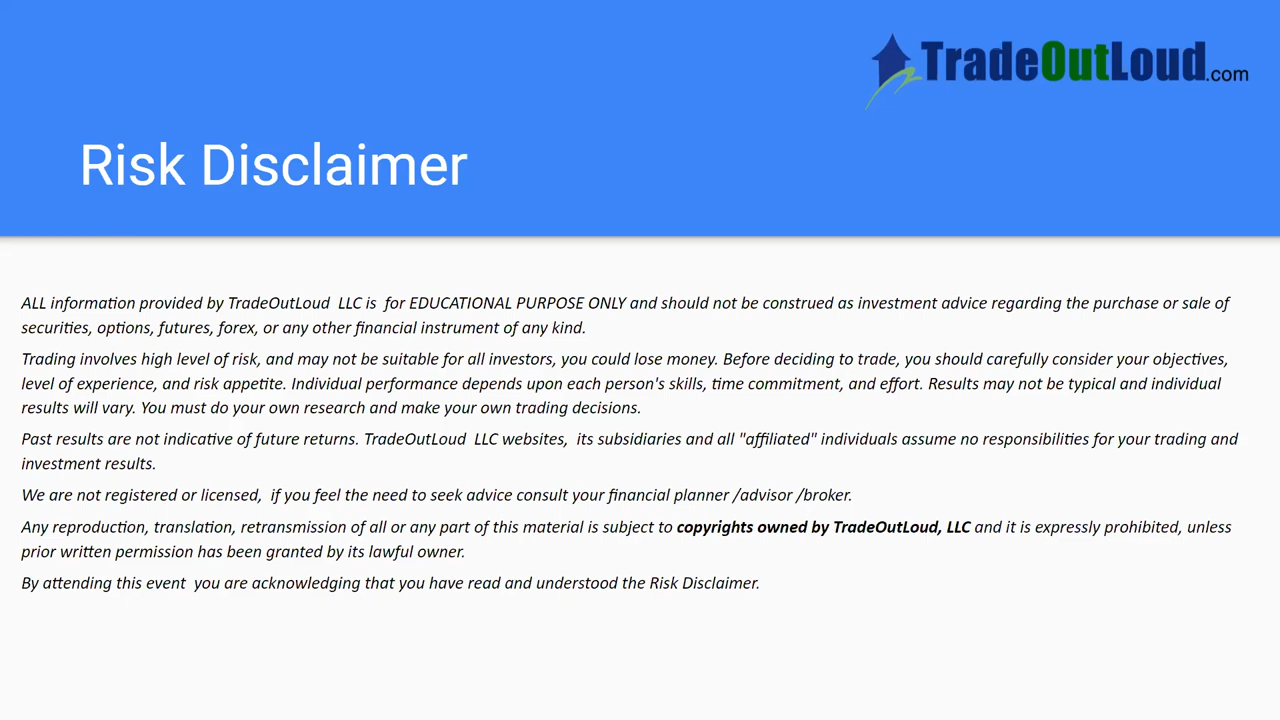 TradeOutLoud.com
Risk Disclaimer
ALL information provided by TradeOutLoud  LLC is  for EDUCATIONAL PURPOSE ONLY and should not be construed as investment advice regarding the purchase or sale of
securities, options, futures, forex, or any other financial instrument of any kind.
Trading involves high level of risk, and may not be suitable for all investors, you could lose money. Before deciding to trade, you should carefully consider your objectives,
level of experience, and risk appetite. Individual performance depends upon each person's skills, time commitment, and effort. Results may not be typical and individual
results will vary. You must do your own research and make your own trading decisions.
Past results are not indicative of future returns. TradeOutLoud  LLC websites,  its subsidiaries and all "affiliated" individuals assume no responsibilities for your trading and
investment results.
We are not registered or licensed,  if you feel the need to seek advice consult your financial planner /advisor /broker.
Any reproduction, translation, retransmission of all or any part of this material is subject to copyrights owned by TradeOutLoud, LLC and it is expressly prohibited, unless
prior written permission has been granted by its lawful owner.
By attending this event  you are acknowledging that you have read and understood the Risk Disclaimer.